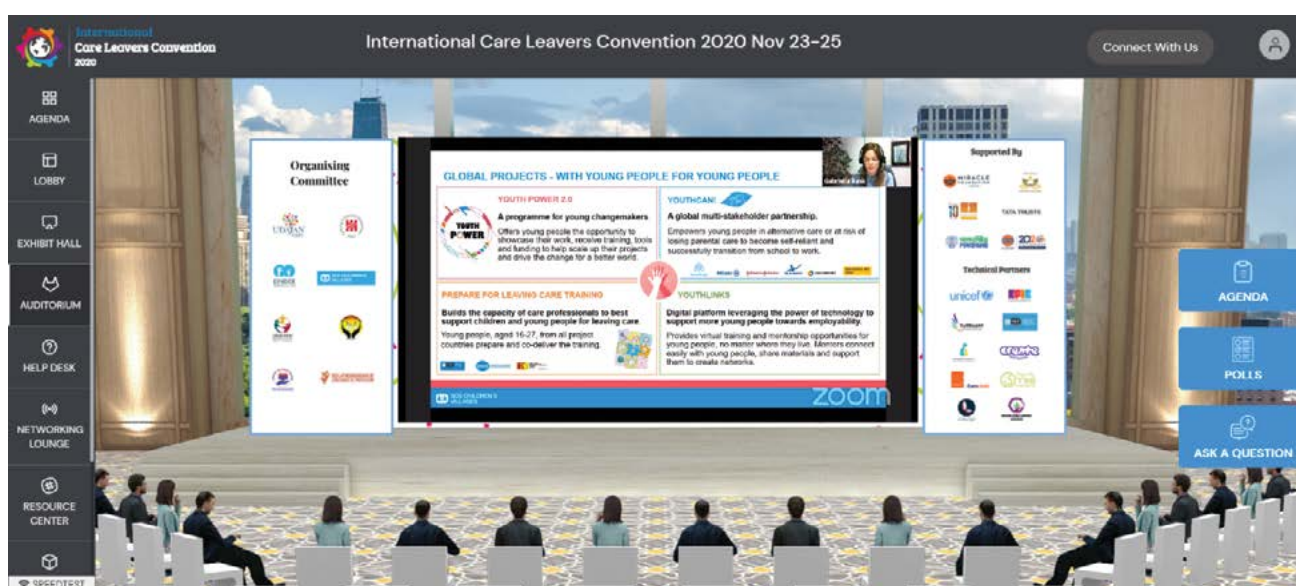 International
Care Leavers Convention
2020
International Care Leavers Convention 2020 Nov 23-25
Connect With Us
AGENDA
LOBBY
EXHIBIT HALL
AUDITORIUM
HELP DESK
NETWORKING
LOUNGE
RESOURCE
CENTER
SPEEDTEST
Organising
Committee
UDAYAN
GLOBAL PROJECTS - WITH YOUNG PEOPLE FOR YOUNG PEOPLE
YOUTH POWER 2.0
YOUTH
POWER
A programme for young changemakers
Offers young people the opportunity to
showcase their work, receive training, tools
and funding to help scale up their projects
and drive the change for a better world.
YOUTHCAN!
A global multi-stakeholder partnership.
Empowers young people in alternative care or at risk of
losing parental care to become self-reliant and
successfully transition from school to work.
PREPARE FOR LEAVING CARE TRAINING
Builds the capacity of care professionals to best
support children and young people for leaving care.
Young people, aged 16-27, from all project
countries prepare and co-deliver the training.
YOUTHLINKS
Digital platform leveraging the power of technology to
support more young people towards employability.
Provides virtual training and mentorship opportunities for
young people, no matter where they live. Mentors connect
easily with young people, share materials and support
them to create networks.
SOS CHILDREN'S
VILLAGES
zoom
Supported By
MIRACLE
TATA TRUSTS
Technical Partners
unicef
AGENDA
POLLS
ASK A QUESTION